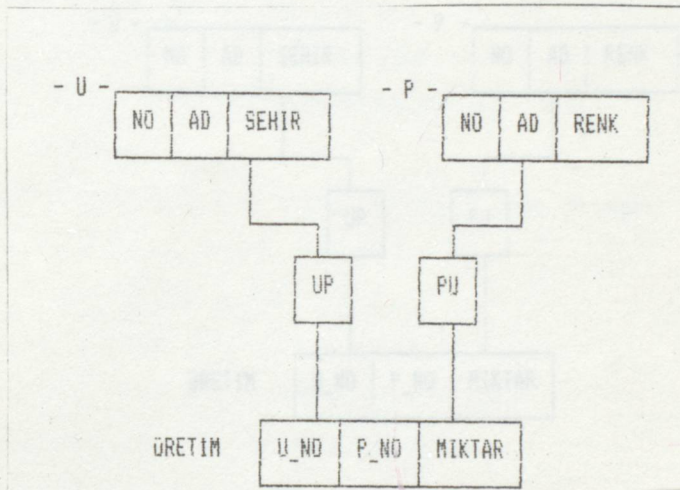 - U - - P -
NO AD SEHIR NO AD RENK
UP PU
ÜRETIM U_NO P_NO MIKTAR